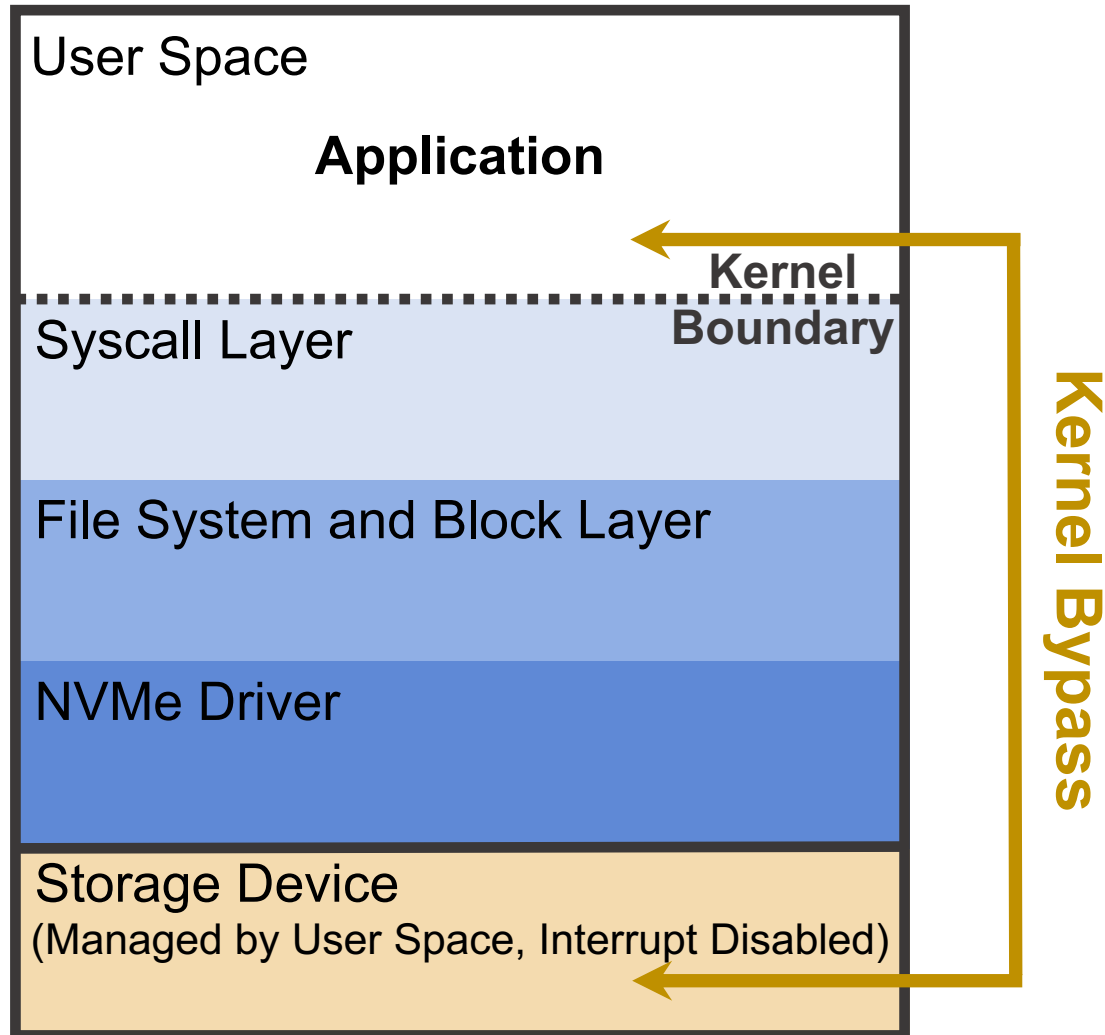 User Space
Application
Kernel
Boundary
Syscall Layer
File System and Block Layer
NVMe Driver
Storage Device
(Managed by User Space, Interrupt Disabled)
Kernel Bypass